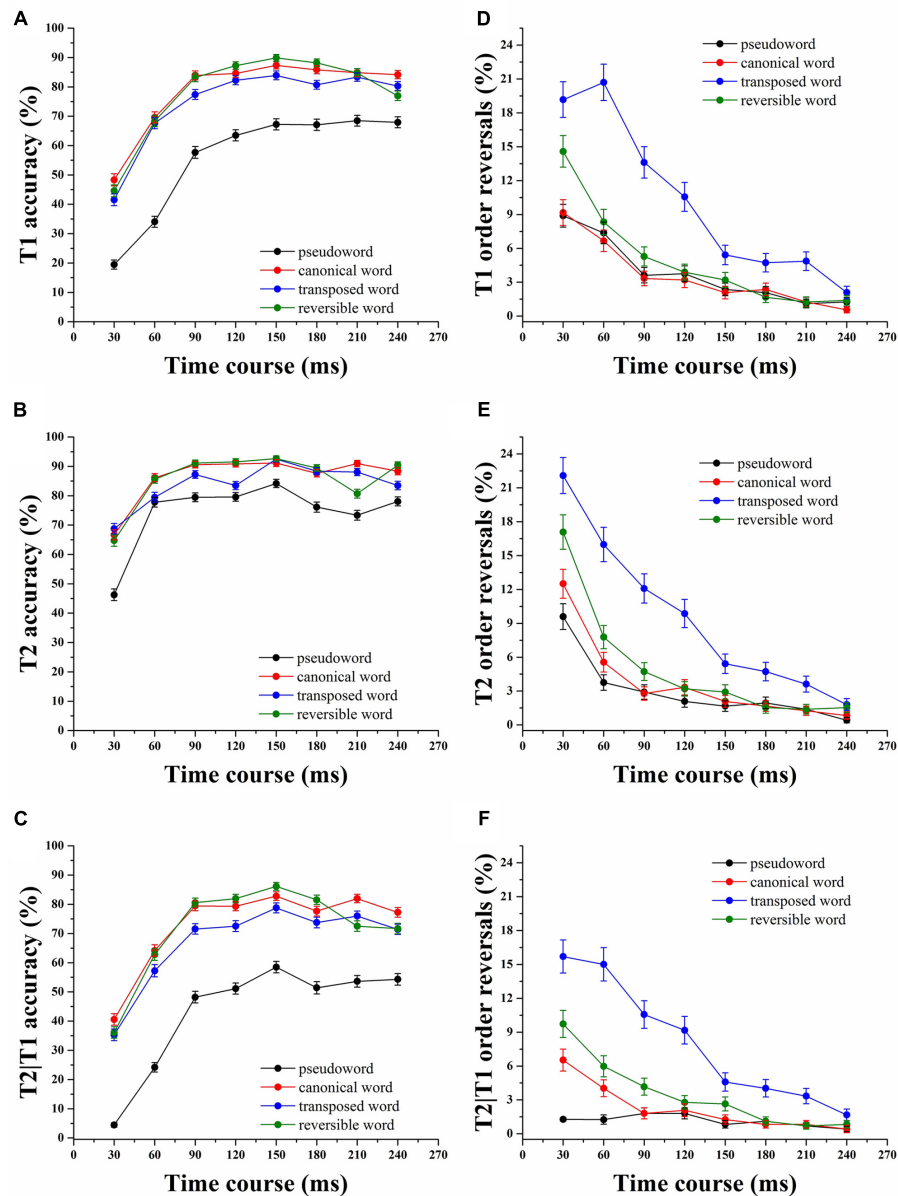 A
T1 accuracy (%)
100
90
80
70
60
50
40
30
20
10
0
pseudoword
canonical word
transposed word
reversible word
0 30 60 90 120 150 180 210 240 270
Time course (ms)
D
T1 order reversals (%)
24
21
18
15
12
9
6
3
0
pseudoword
canonical word
transposed word
reversible word
0 30 60 90 120 150 180 210 240 270
Time course (ms)
B
T2 accuracy (%)
100
90
80
70
60
50
40
30
20
10
0
pseudoword
canonical word
transposed word
reversible word
0 30 60 90 120 150 180 210 240 270
Time course (ms)
E
T2 order reversals (%)
24
21
18
15
12
9
6
3
0
pseudoword
canonical word
transposed word
reversible word
0 30 60 90 120 150 180 210 240 270
Time course (ms)
C
T2|T1 accuracy (%)
100
90
80
70
60
50
40
30
20
10
0
pseudoword
canonical word
transposed word
reversible word
0 30 60 90 120 150 180 210 240 270
Time course (ms)
F
T2|T1 order reversals (%)
24
21
18
15
12
9
6
3
0
pseudoword
canonical word
transposed word
reversible word
0 30 60 90 120 150 180 210 240 270
Time course (ms)